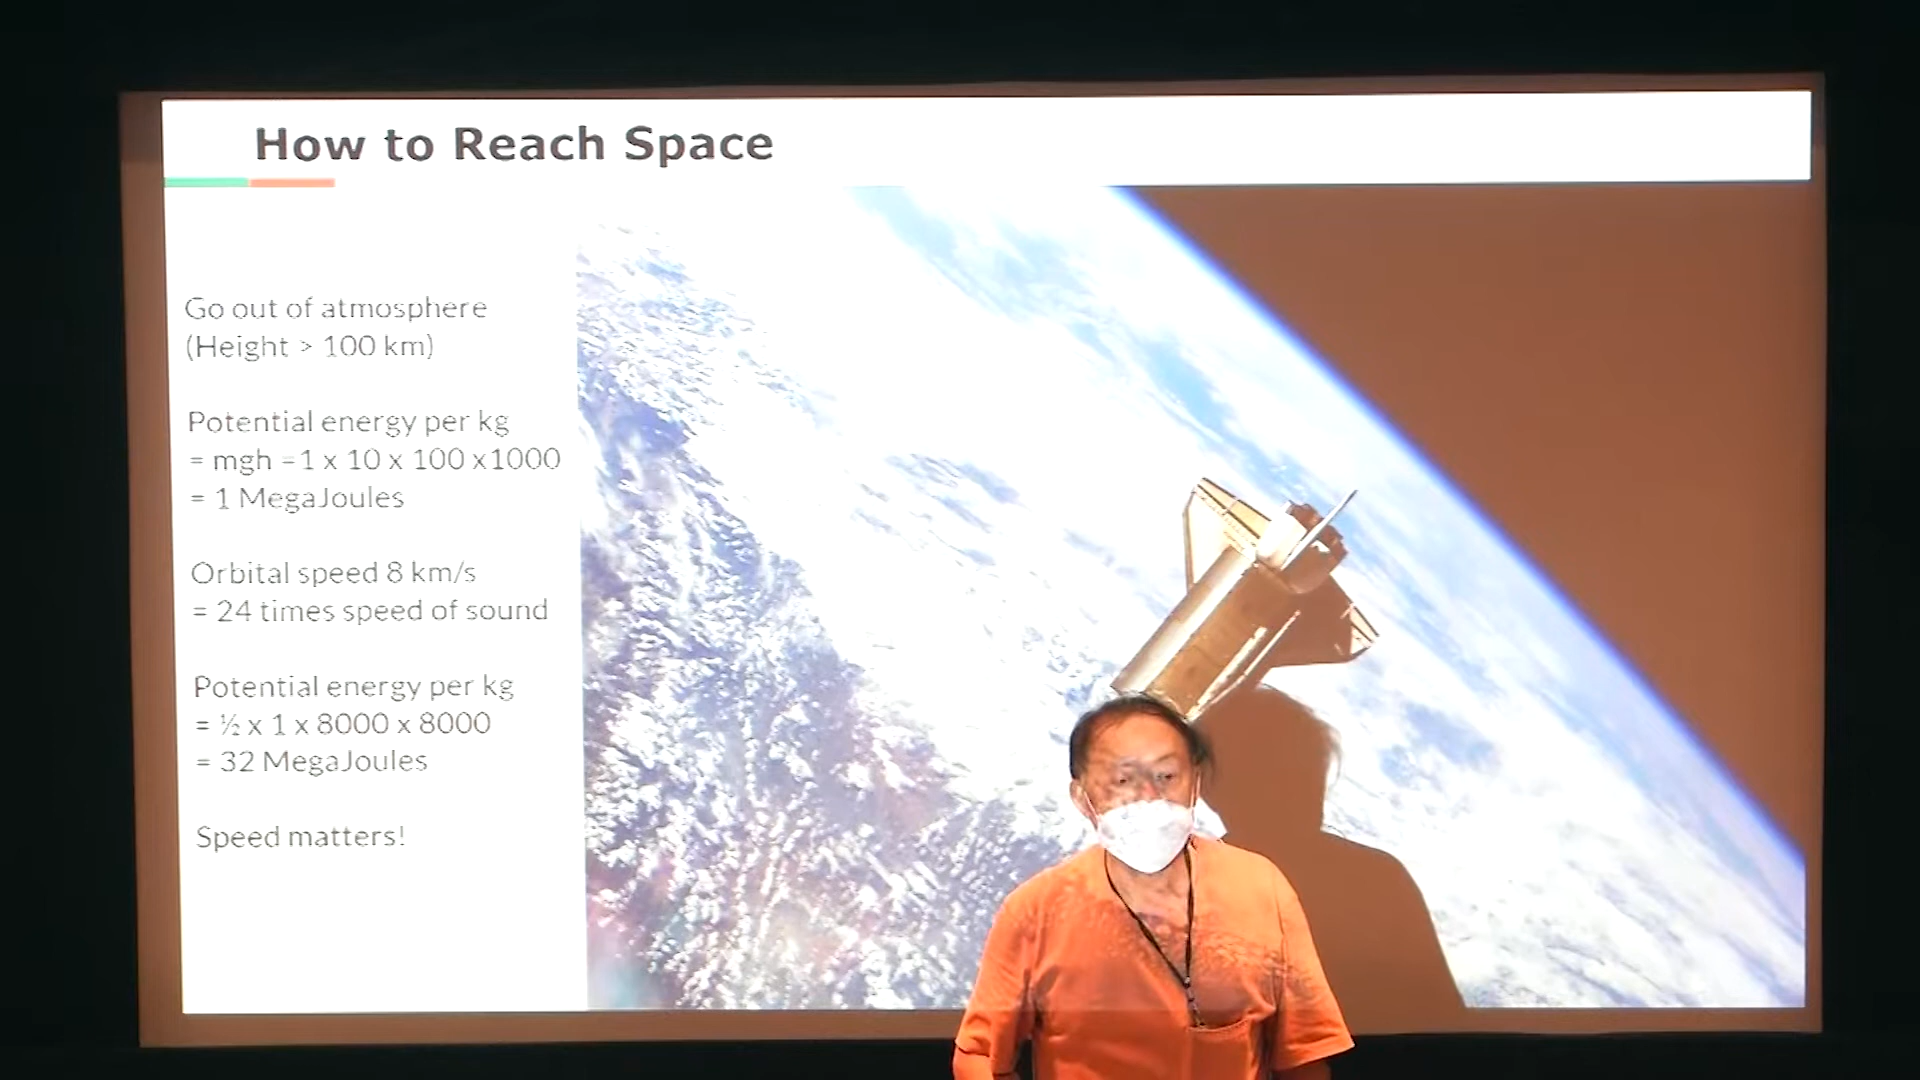 How to Reach Space
Go out of atmosphere
(Height > 100 km)
Potential energy per kg
= mgh =1 x 10 x 100 x1000
= 1 MegaJoules
Orbital speed 8 km/s
= 24 times speed of sound
Potential energy per kg
= ½ x 1 x 8000 x 8000
= 32 MegaJoules
Speed matters!